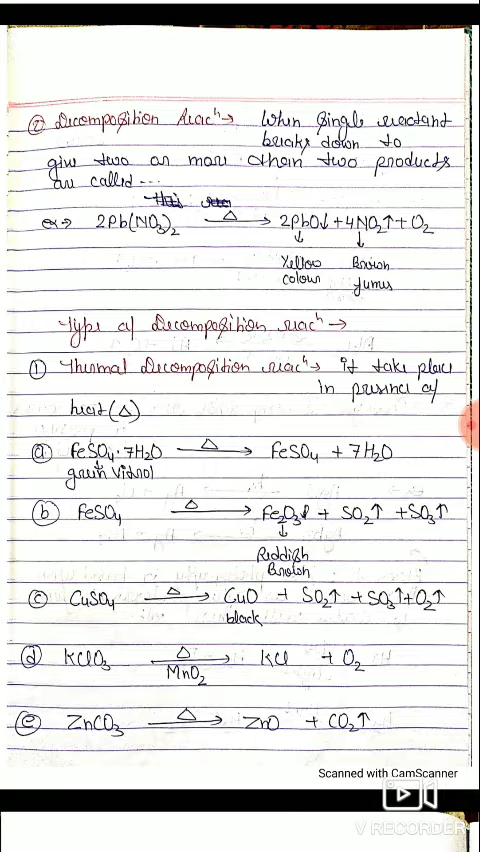 ② Decomposition Reacⁿ → When single reactant
breaks down to
give two or more than two products
are called ...
ex → 2Pb(NO₃)₂ —Δ→ 2PbO↓ + 4NO₂↑ + O₂
Yellow colour
Brown fumes
Type of Decomposition reacⁿ →
① Thermal Decomposition reacⁿ → it take place
in presence of
heat (Δ)
ⓐ FeSO₄·7H₂O —Δ→ FeSO₄ + 7H₂O
green vitriol
ⓑ FeSO₄ —Δ→ Fe₂O₃↓ + SO₂↑ + SO₃↑
↓
Reddish
Brown
ⓒ CuSO₄ —Δ→ CuO + SO₂↑ + SO₃↑ + O₂↑
black
ⓓ KClO₃ —Δ→ KCl + O₂
MnO₂
ⓔ ZnCO₃ —Δ→ ZnO + CO₂↑
Scanned with CamScanner
V RECORDER